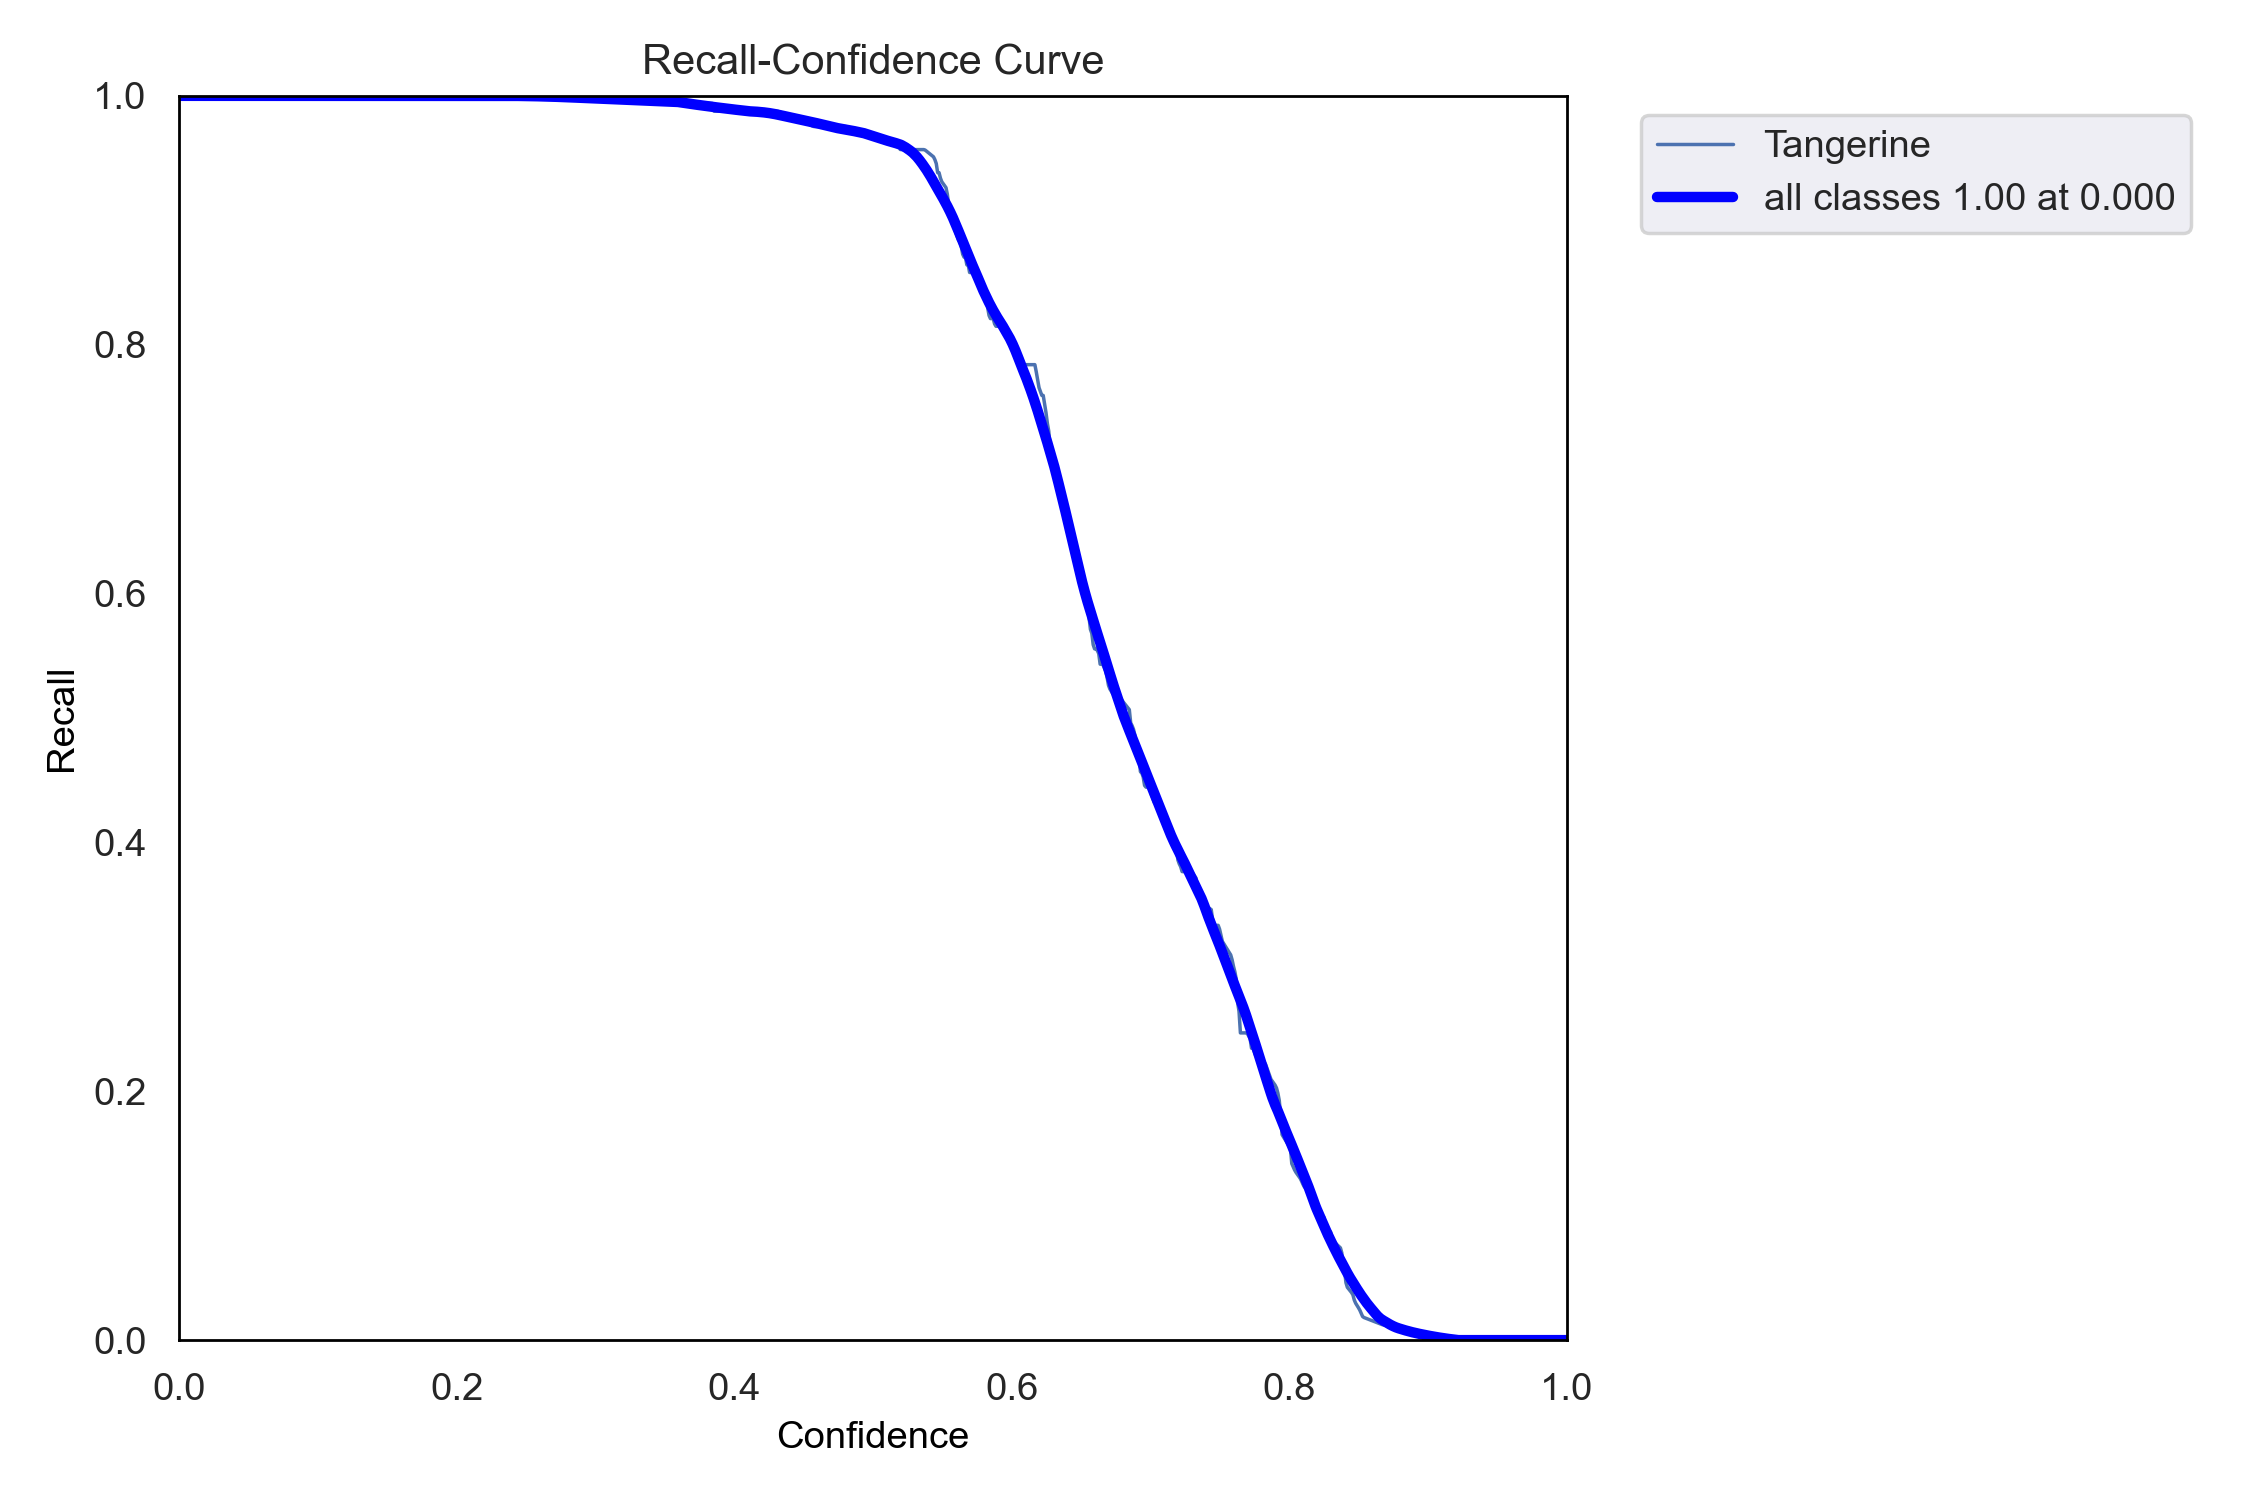 Recall-Confidence Curve
1.0
0.8
0.6
0.4
0.2
0.0
Recall
0.0 0.2 0.4 0.6 0.8 1.0
Confidence
Tangerine
all classes 1.00 at 0.000